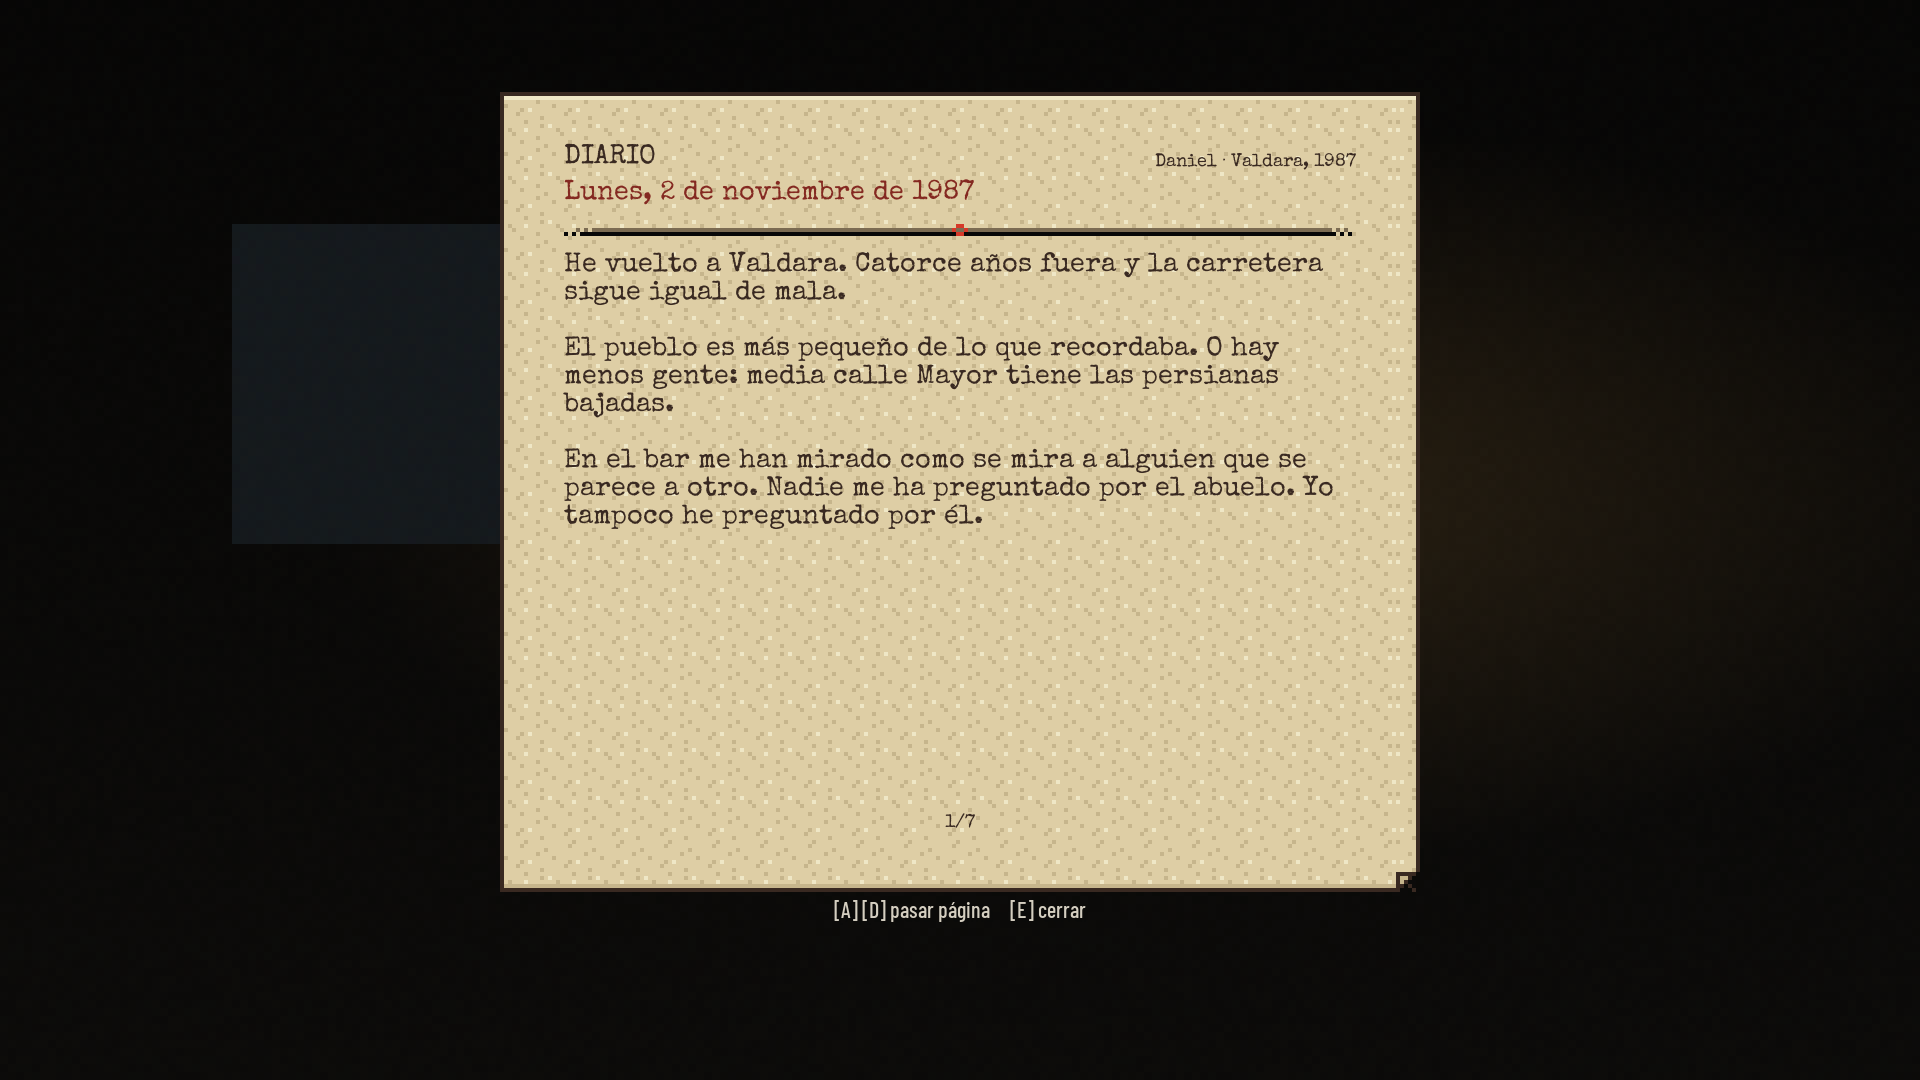 DIARIO
Daniel · Valdara, 1987
Lunes, 2 de noviembre de 1987
He vuelto a Valdara. Catorce años fuera y la carretera
sigue igual de mala.
El pueblo es más pequeño de lo que recordaba. O hay
menos gente: media calle Mayor tiene las persianas
bajadas.
En el bar me han mirado como se mira a alguien que se
parece a otro. Nadie me ha preguntado por el abuelo. Yo
tampoco he preguntado por él.
1/7
[A][D] pasar página [E] cerrar